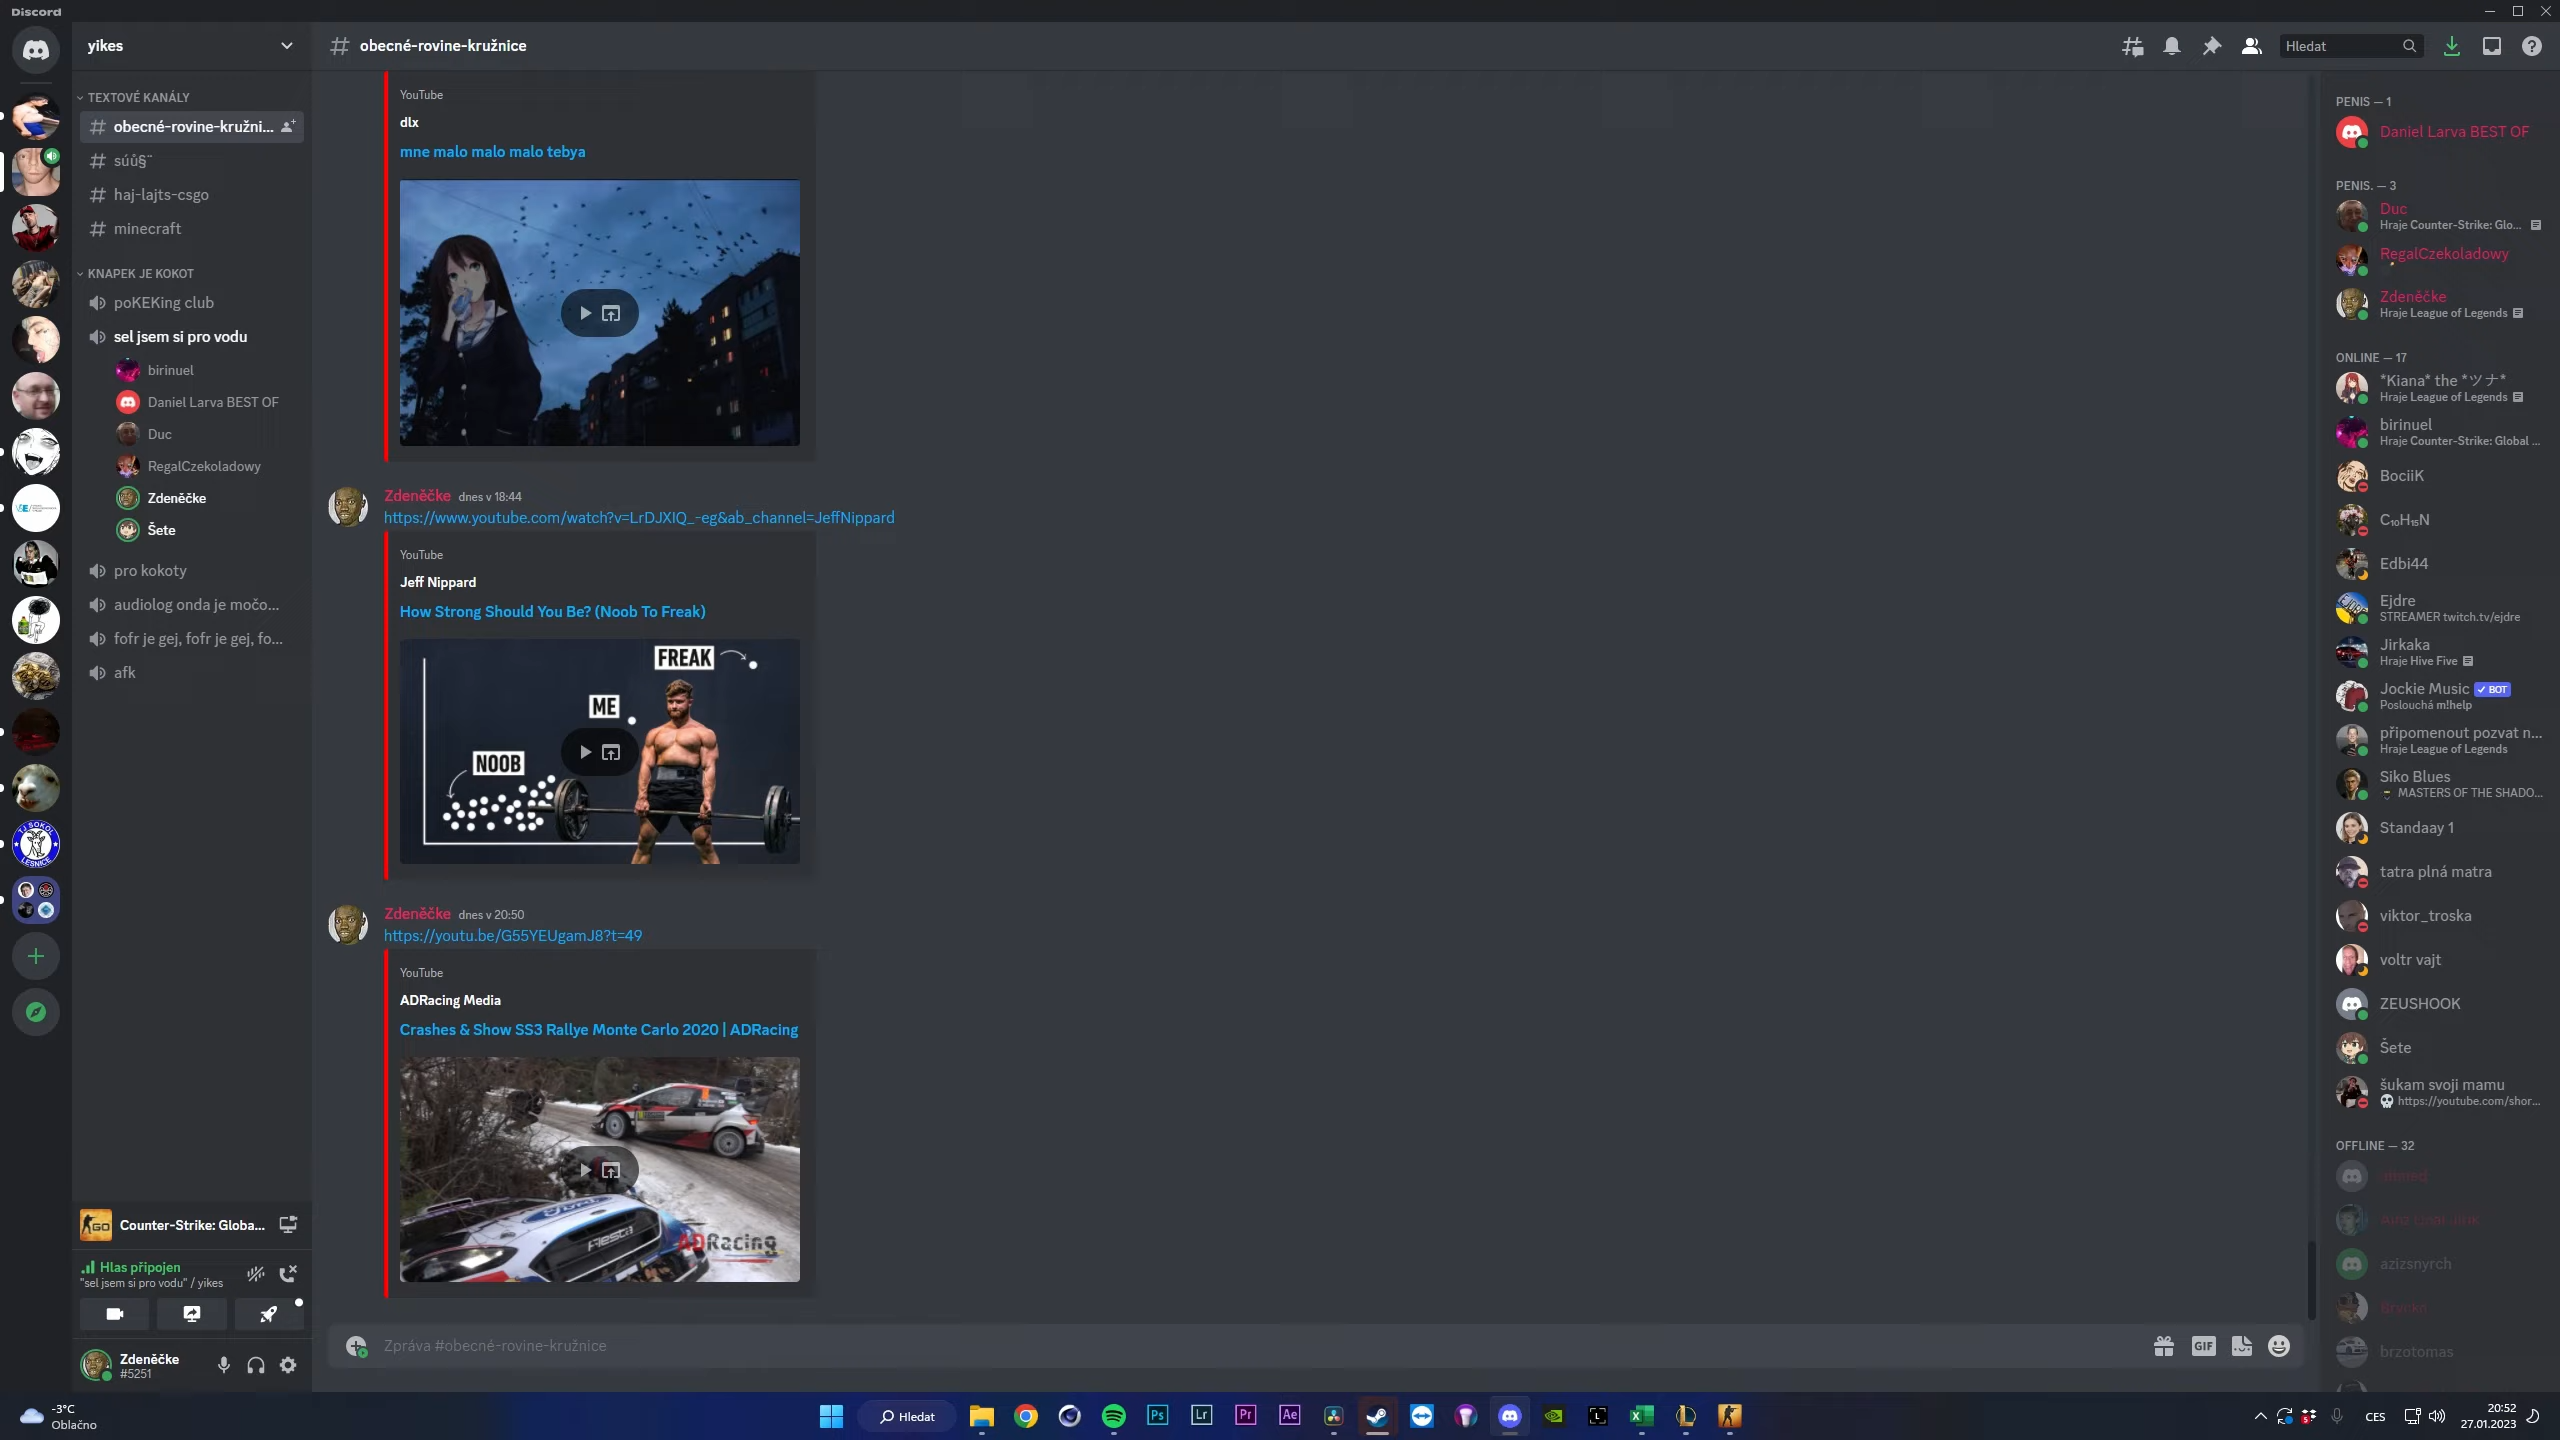 Discord
yikes
TEXTOVÉ KANÁLY
obecné-rovine-kružni...
súů§¨
haj-lajts-csgo
minecraft
KNAPEK JE KOKOT
poKEKing club
sel jsem si pro vodu
birinuel
Daniel Larva BEST OF
Duc
RegalCzekoladowy
Zdeněčke
Šete
pro kokoty
audiolog onda je močo...
fofr je gej, fofr je gej, fo...
afk
Counter-Strike: Globa...
Hlas připojen
"sel jsem si pro vodu" / yikes
Zdeněčke
#5251
obecné-rovine-kružnice
Hledat
YouTube
dlx
mne malo malo malo tebya
Zdeněčke dnes v 18:44
https://www.youtube.com/watch?v=LrDJXIQ_-eg&ab_channel=JeffNippard
YouTube
Jeff Nippard
How Strong Should You Be? (Noob To Freak)
FREAK
ME
NOOB
Zdeněčke dnes v 20:50
https://youtu.be/G55YEUgamJ8?t=49
YouTube
ADRacing Media
Crashes & Show SS3 Rallye Monte Carlo 2020 | ADRacing
Fiesta
ADRacing
Zpráva #obecné-rovine-kružnice
GIF
PENIS — 1
Daniel Larva BEST OF
PENIS. — 3
Duc
Hraje Counter-Strike: Glo...
RegalCzekoladowy
Zdeněčke
Hraje League of Legends
ONLINE — 17
*Kiana* the *ツナ*
Hraje League of Legends
birinuel
Hraje Counter-Strike: Global ...
BociiK
C₁₀H₁₅N
Edbi44
Ejdre
STREAMER twitch.tv/ejdre
Jirkaka
Hraje Hive Five
Jockie Music BOT
Poslouchá m!help
připomenout pozvat n...
Hraje League of Legends
Siko Blues
MASTERS OF THE SHADO...
Standaay 1
tatra plná matra
viktor_troska
voltr vajt
ZEUSHOOK
Šete
šukam svoji mamu
https://youtube.com/shor...
OFFLINE — 32
azizsnyrch
brzotomas
TJ SOKOL
LESNICE
-3°C
Oblačno
Hledat
Ps
Lr
Pr
Ae
CES
20:52
27.01.2023